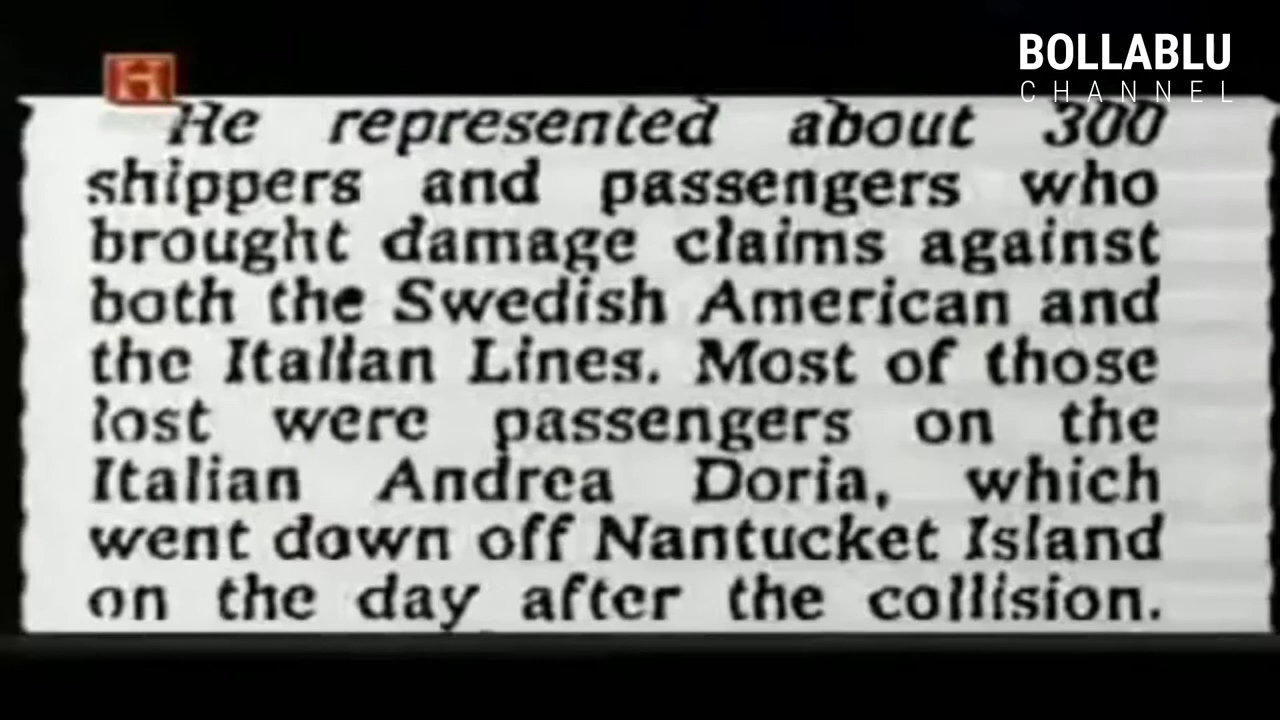 BOLLABLU
CHANNEL
H
He represented about 300
shippers and passengers who
brought damage claims against
both the Swedish American and
the Italian Lines. Most of those
lost were passengers on the
Italian Andrea Doria, which
went down off Nantucket Island
on the day after the collision.